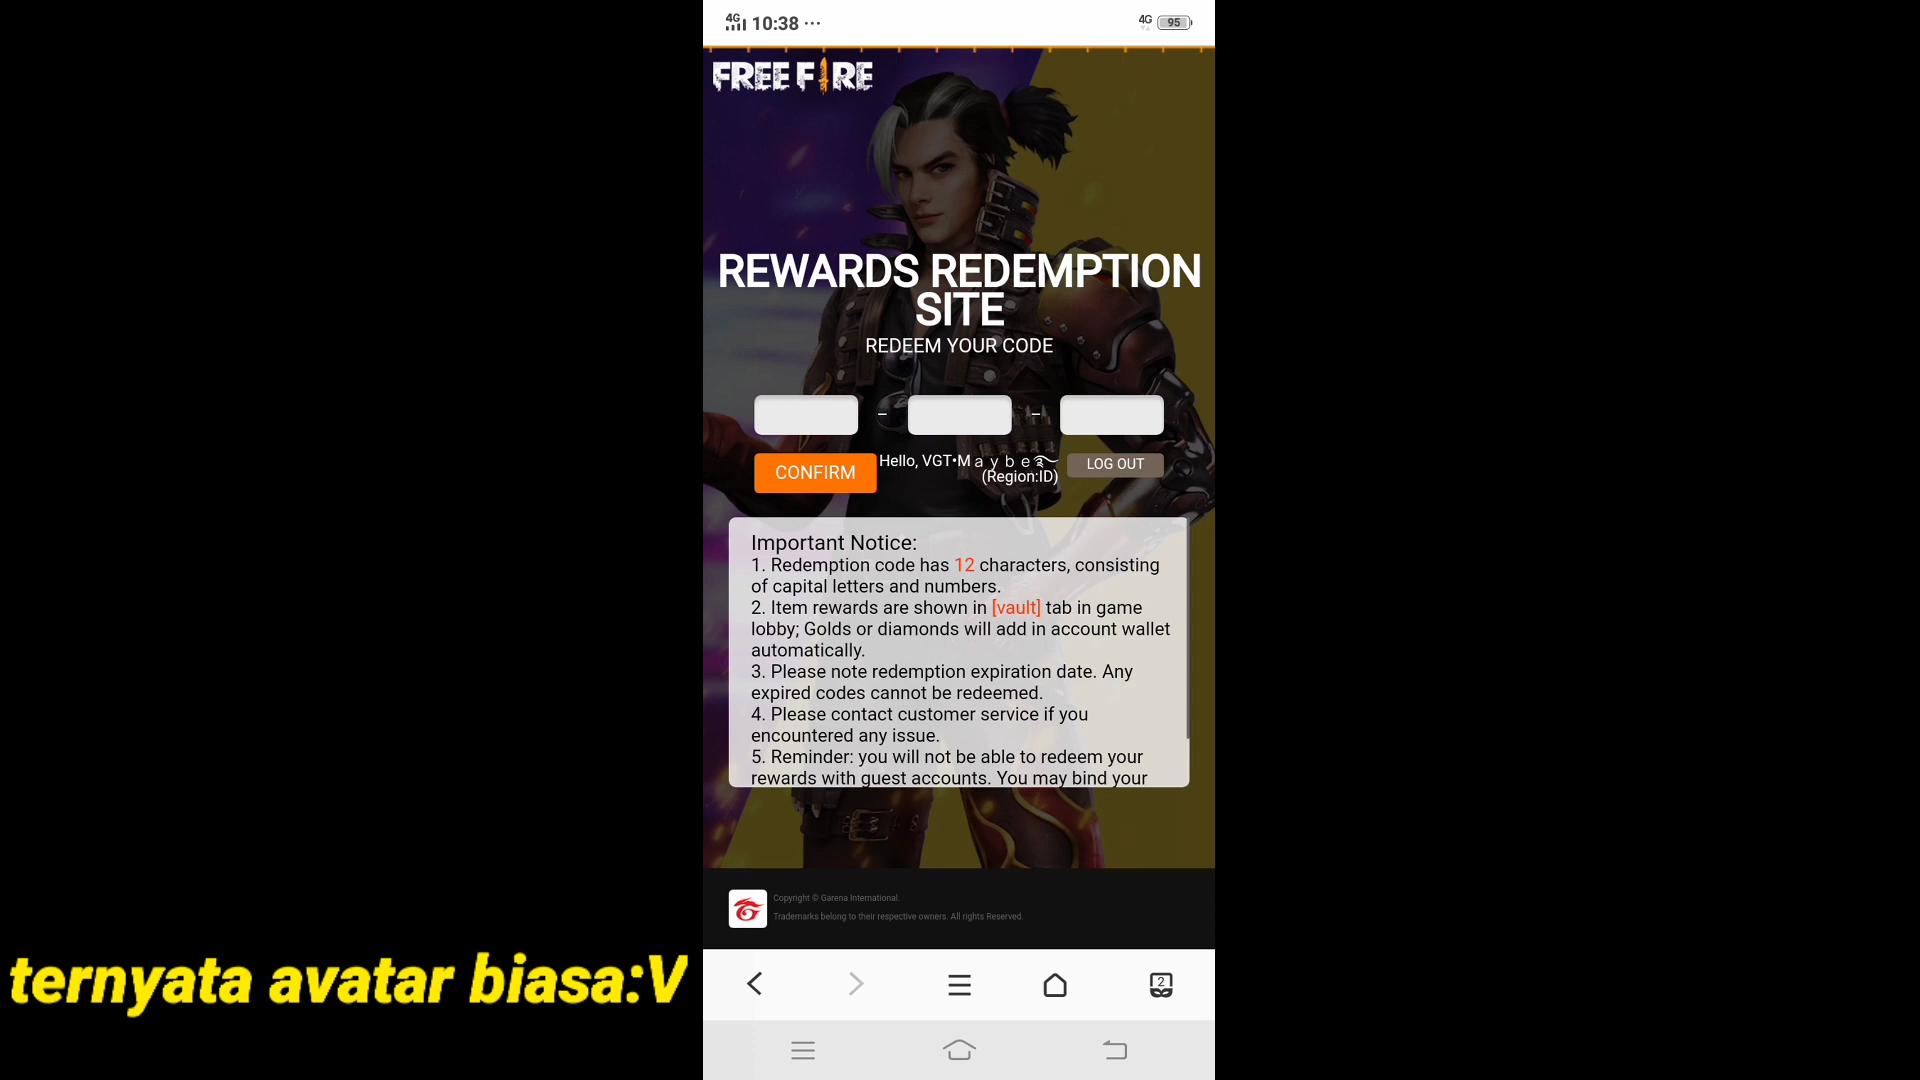 4G 10:38 ... 4G 95
FREE FIRE
REWARDS REDEMPTION
SITE
REDEEM YOUR CODE
– –
CONFIRM
Hello, VGT•Mａｙｂｅ
(Region:ID)
LOG OUT
Important Notice:
1. Redemption code has 12 characters, consisting
of capital letters and numbers.
2. Item rewards are shown in [vault] tab in game
lobby; Golds or diamonds will add in account wallet
automatically.
3. Please note redemption expiration date. Any
expired codes cannot be redeemed.
4. Please contact customer service if you
encountered any issue.
5. Reminder: you will not be able to redeem your
rewards with guest accounts. You may bind your
Copyright © Garena International.
Trademarks belong to their respective owners. All rights Reserved.
ternyata avatar biasa:V
2